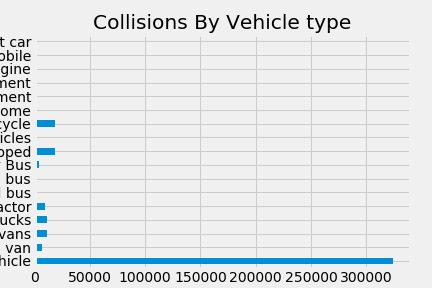 Collisions By Vehicle type
t car
obile
gine
ment
ment
ome
cycle
icles
oped
Bus
bus
bus
actor
ucks
vans
van
hicle
0 50000 100000 150000 200000 250000 300000